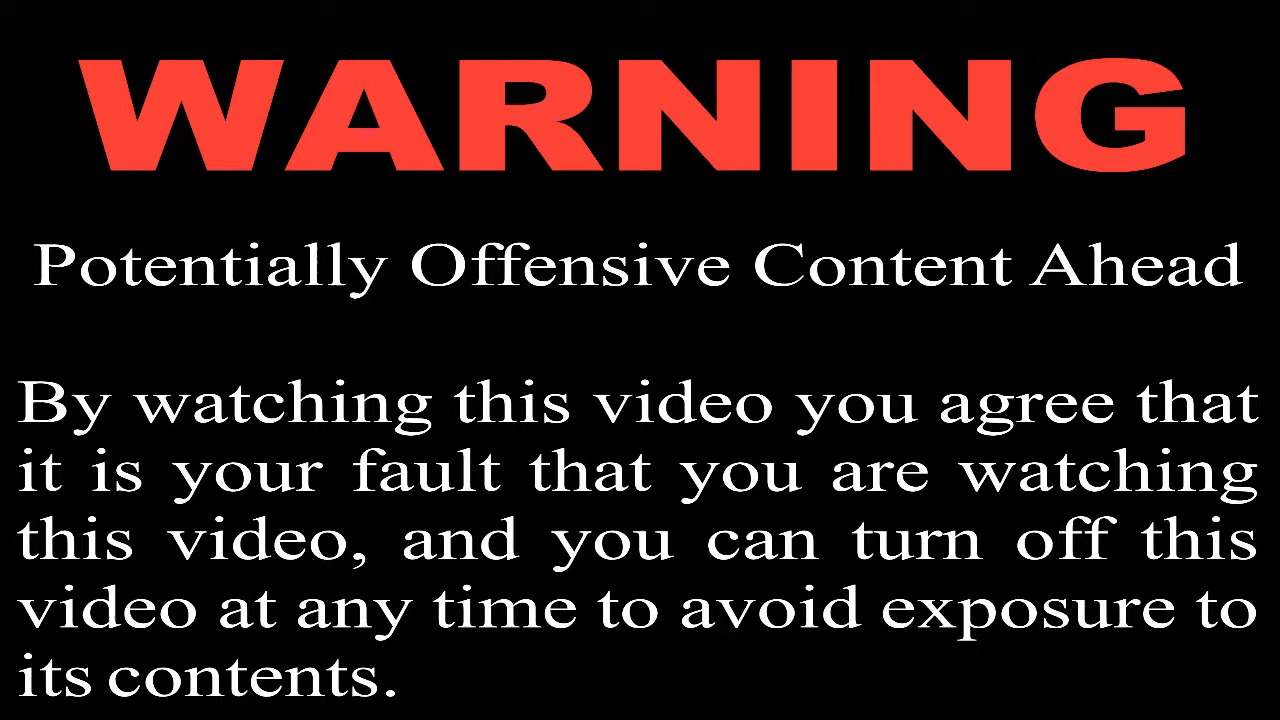 WARNING
Potentially Offensive Content Ahead
By watching this video you agree that
it is your fault that you are watching
this video, and you can turn off this
video at any time to avoid exposure to
its contents.